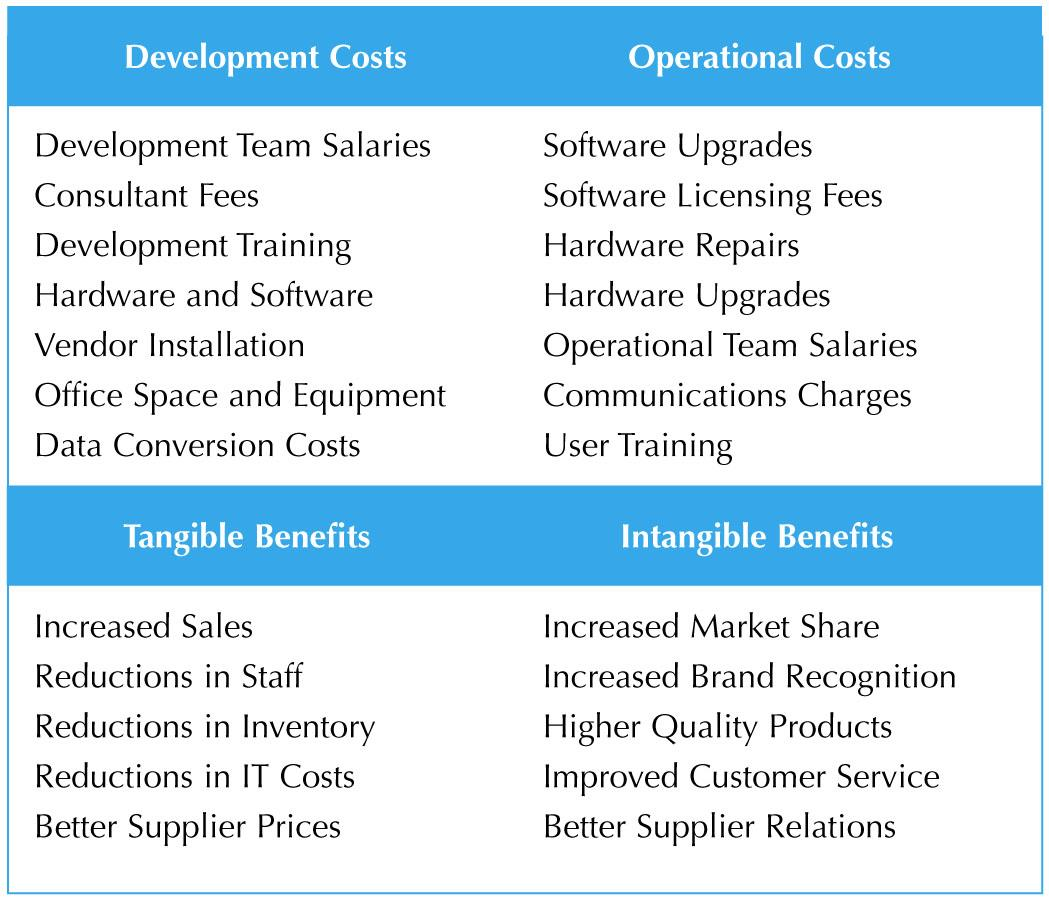 Development Costs
Operational Costs
Development Team Salaries
Consultant Fees
Development Training
Hardware and Software
Vendor Installation
Office Space and Equipment
Data Conversion Costs
Software Upgrades
Software Licensing Fees
Hardware Repairs
Hardware Upgrades
Operational Team Salaries
Communications Charges
User Training
Tangible Benefits
Intangible Benefits
Increased Sales
Reductions in Staff
Reductions in Inventory
Reductions in IT Costs
Better Supplier Prices
Increased Market Share
Increased Brand Recognition
Higher Quality Products
Improved Customer Service
Better Supplier Relations